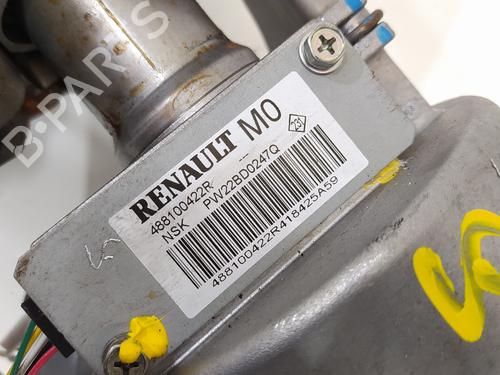 B-PARTS
RENAULT M0
488100422R
NSK PW22BD0247Q
488100422R418425A59